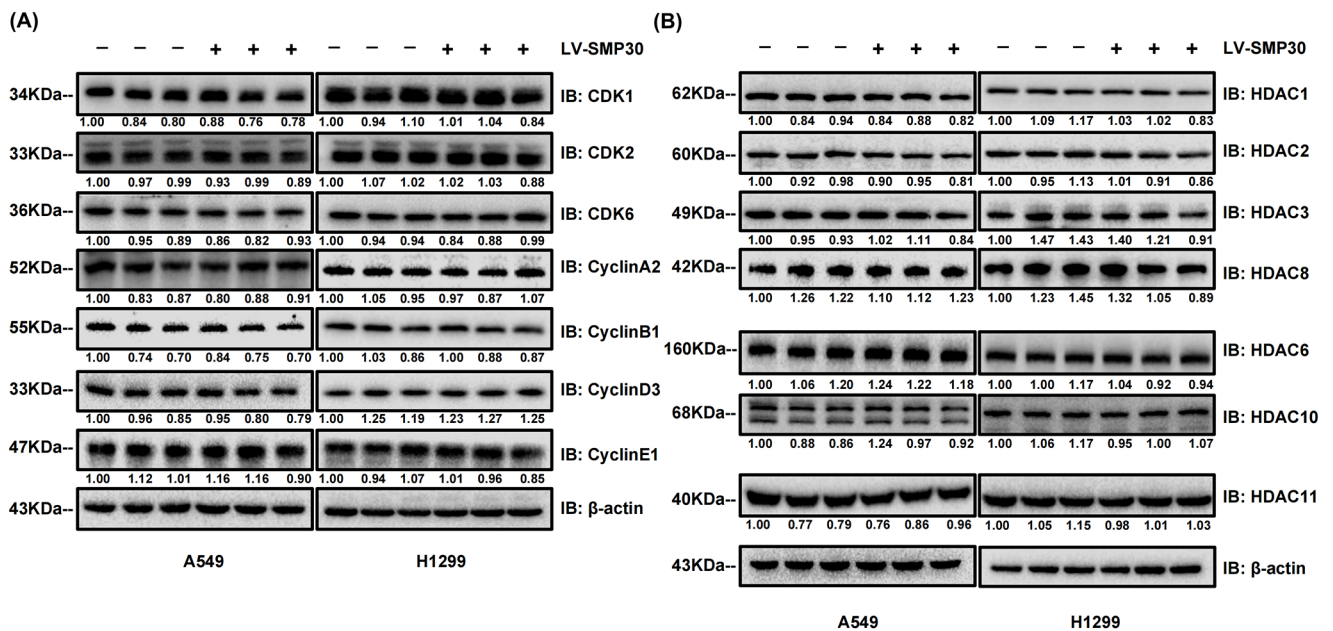 (A)
− − − + + + − − − + + + LV-SMP30
34KDa-- IB: CDK1
1.00 0.84 0.80 0.88 0.76 0.78 1.00 0.94 1.10 1.01 1.04 0.84
33KDa-- IB: CDK2
1.00 0.97 0.99 0.93 0.99 0.89 1.00 1.07 1.02 1.02 1.03 0.88
36KDa-- IB: CDK6
1.00 0.95 0.89 0.86 0.82 0.93 1.00 0.94 0.94 0.84 0.88 0.99
52KDa-- IB: CyclinA2
1.00 0.83 0.87 0.80 0.88 0.91 1.00 1.05 0.95 0.97 0.87 1.07
55KDa-- IB: CyclinB1
1.00 0.74 0.70 0.84 0.75 0.70 1.00 1.03 0.86 1.00 0.88 0.87
33KDa-- IB: CyclinD3
1.00 0.96 0.85 0.95 0.80 0.79 1.00 1.25 1.19 1.23 1.27 1.25
47KDa-- IB: CyclinE1
1.00 1.12 1.01 1.16 1.16 0.90 1.00 0.94 1.07 1.01 0.96 0.85
43KDa-- IB: β-actin
A549 H1299
(B)
− − − + + + − − − + + + LV-SMP30
62KDa-- IB: HDAC1
1.00 0.84 0.94 0.84 0.88 0.82 1.00 1.09 1.17 1.03 1.02 0.83
60KDa-- IB: HDAC2
1.00 0.92 0.98 0.90 0.95 0.81 1.00 0.95 1.13 1.01 0.91 0.86
49KDa-- IB: HDAC3
1.00 0.95 0.93 1.02 1.11 0.84 1.00 1.47 1.43 1.40 1.21 0.91
42KDa-- IB: HDAC8
1.00 1.26 1.22 1.10 1.12 1.23 1.00 1.23 1.45 1.32 1.05 0.89
160KDa-- IB: HDAC6
1.00 1.06 1.20 1.24 1.22 1.18 1.00 1.00 1.17 1.04 0.92 0.94
68KDa-- IB: HDAC10
1.00 0.88 0.86 1.24 0.97 0.92 1.00 1.06 1.17 0.95 1.00 1.07
40KDa-- IB: HDAC11
1.00 0.77 0.79 0.76 0.86 0.96 1.00 1.05 1.15 0.98 1.01 1.03
43KDa-- IB: β-actin
A549 H1299